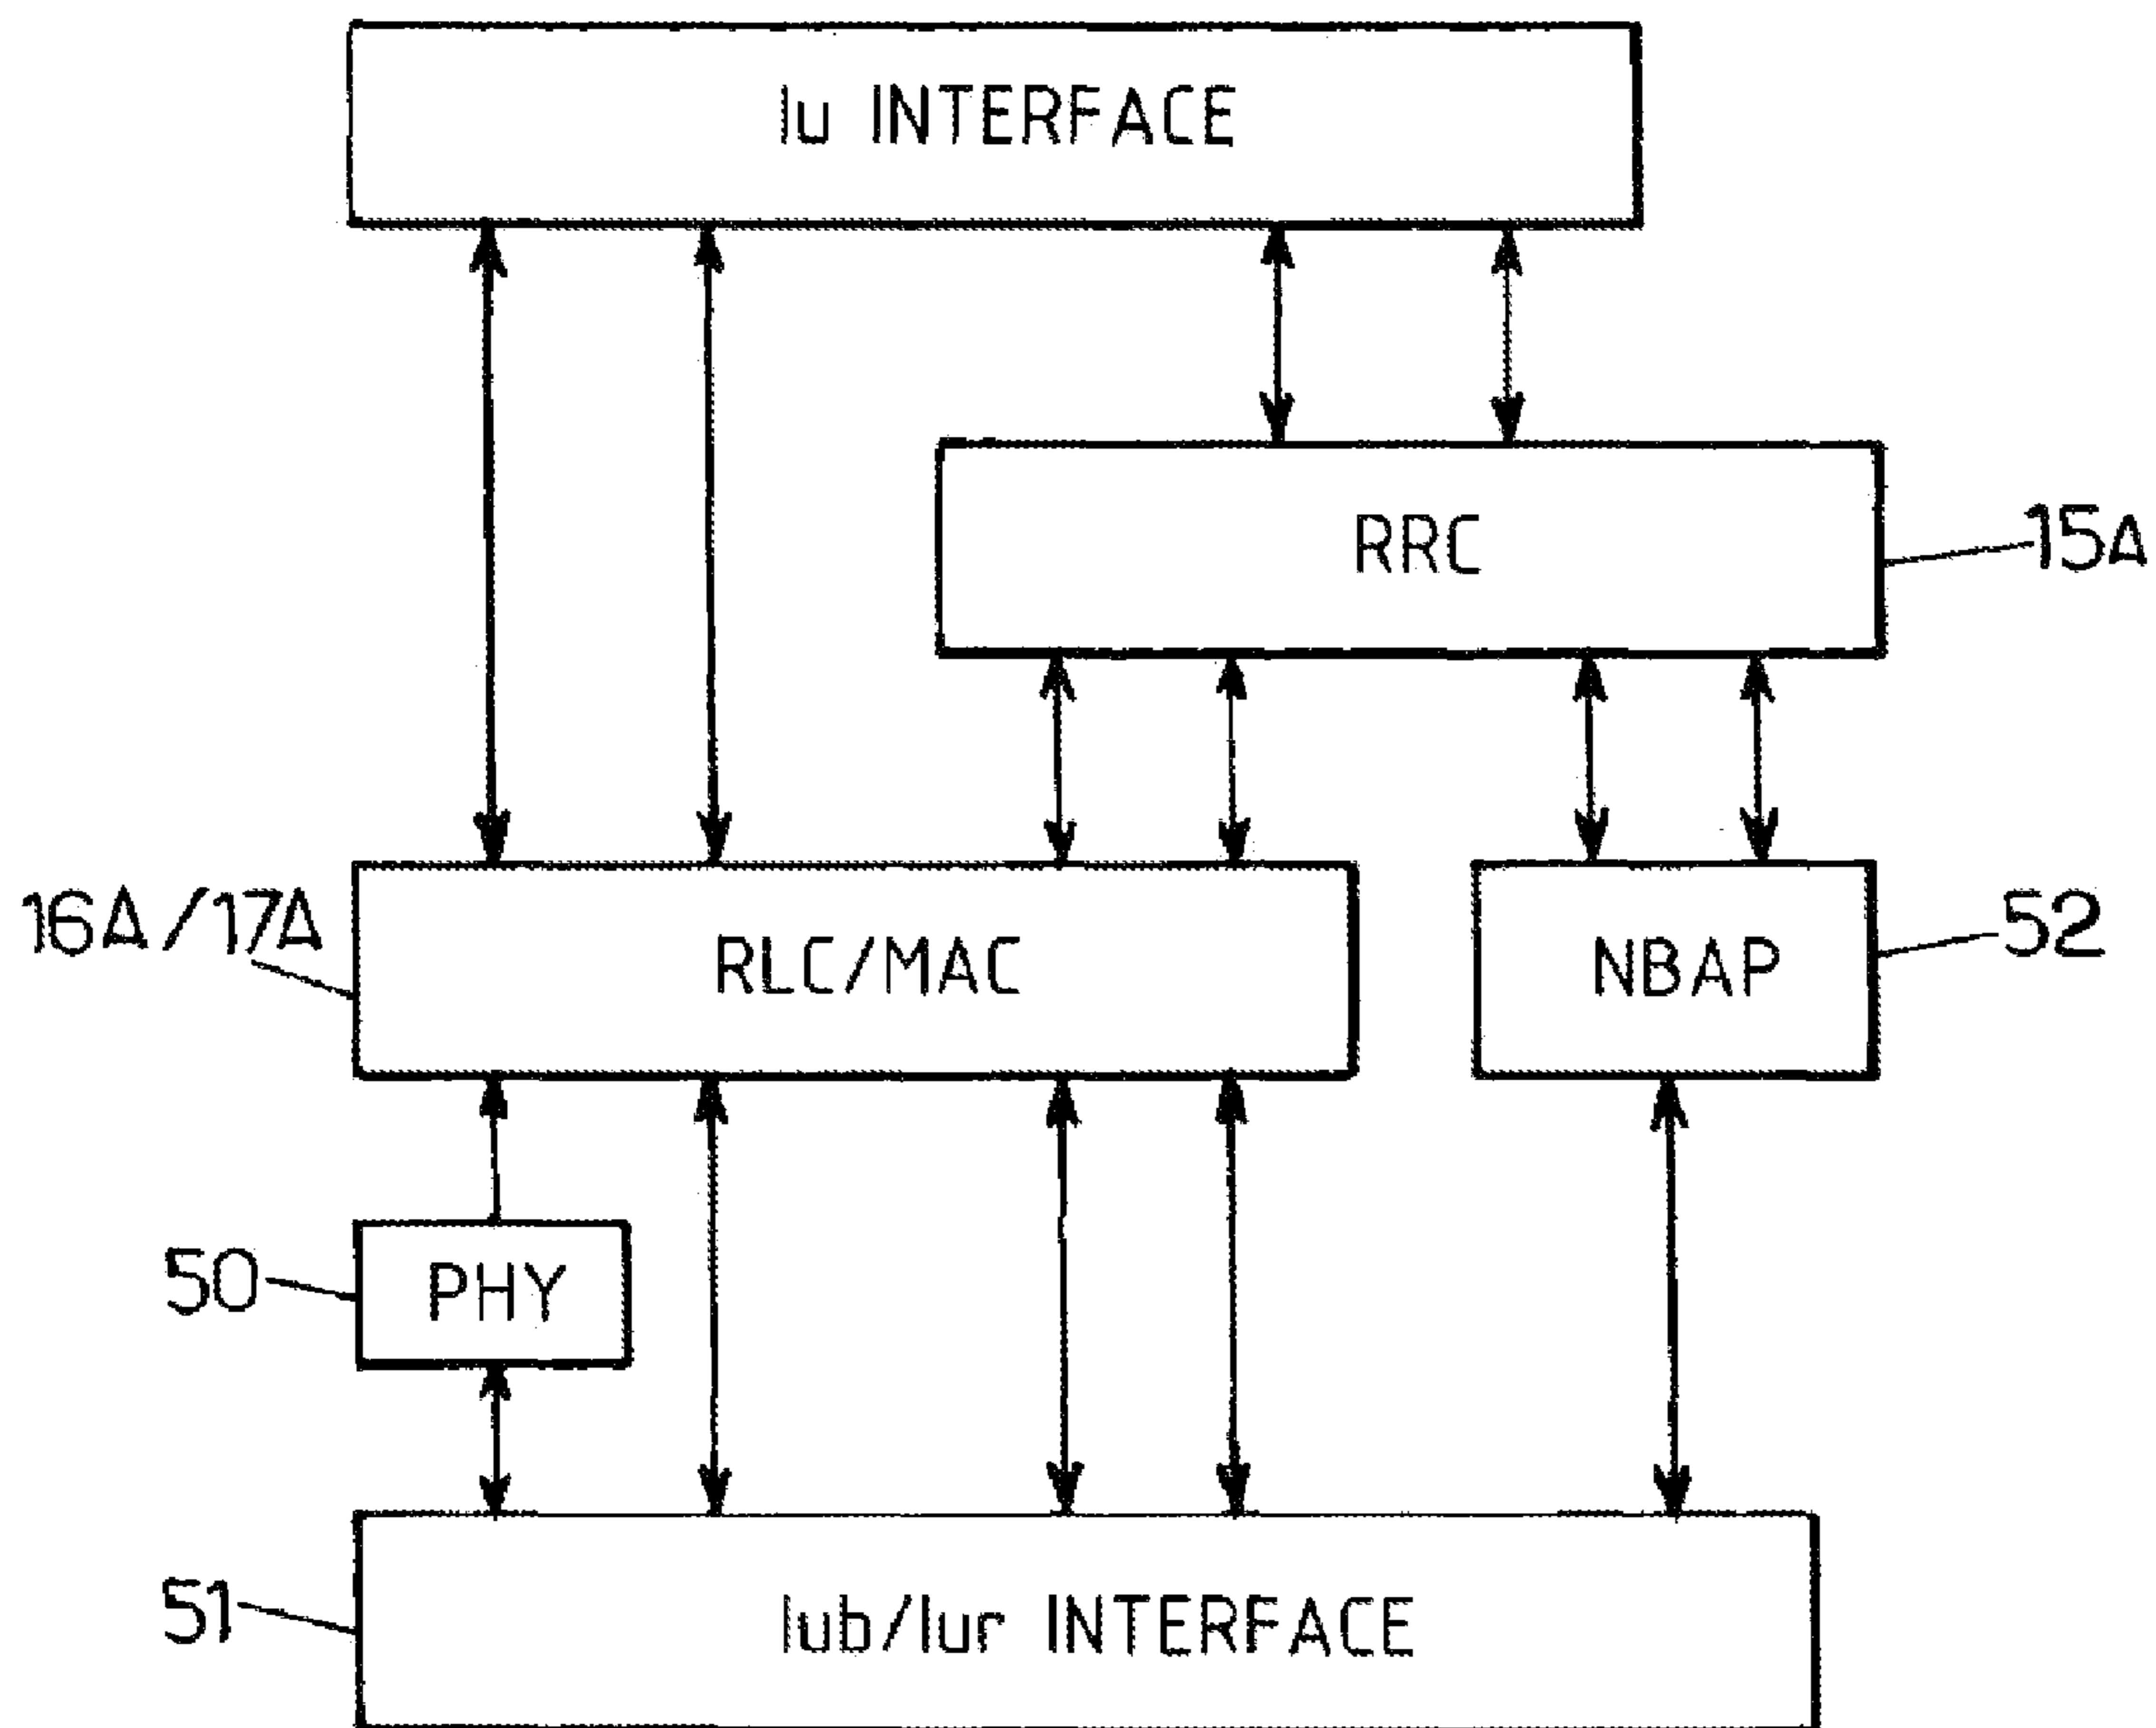 Iu INTERFACE
RRC
15A
16A/17A
RLC/MAC
NBAP
52
50
PHY
51
Iub/Iur INTERFACE